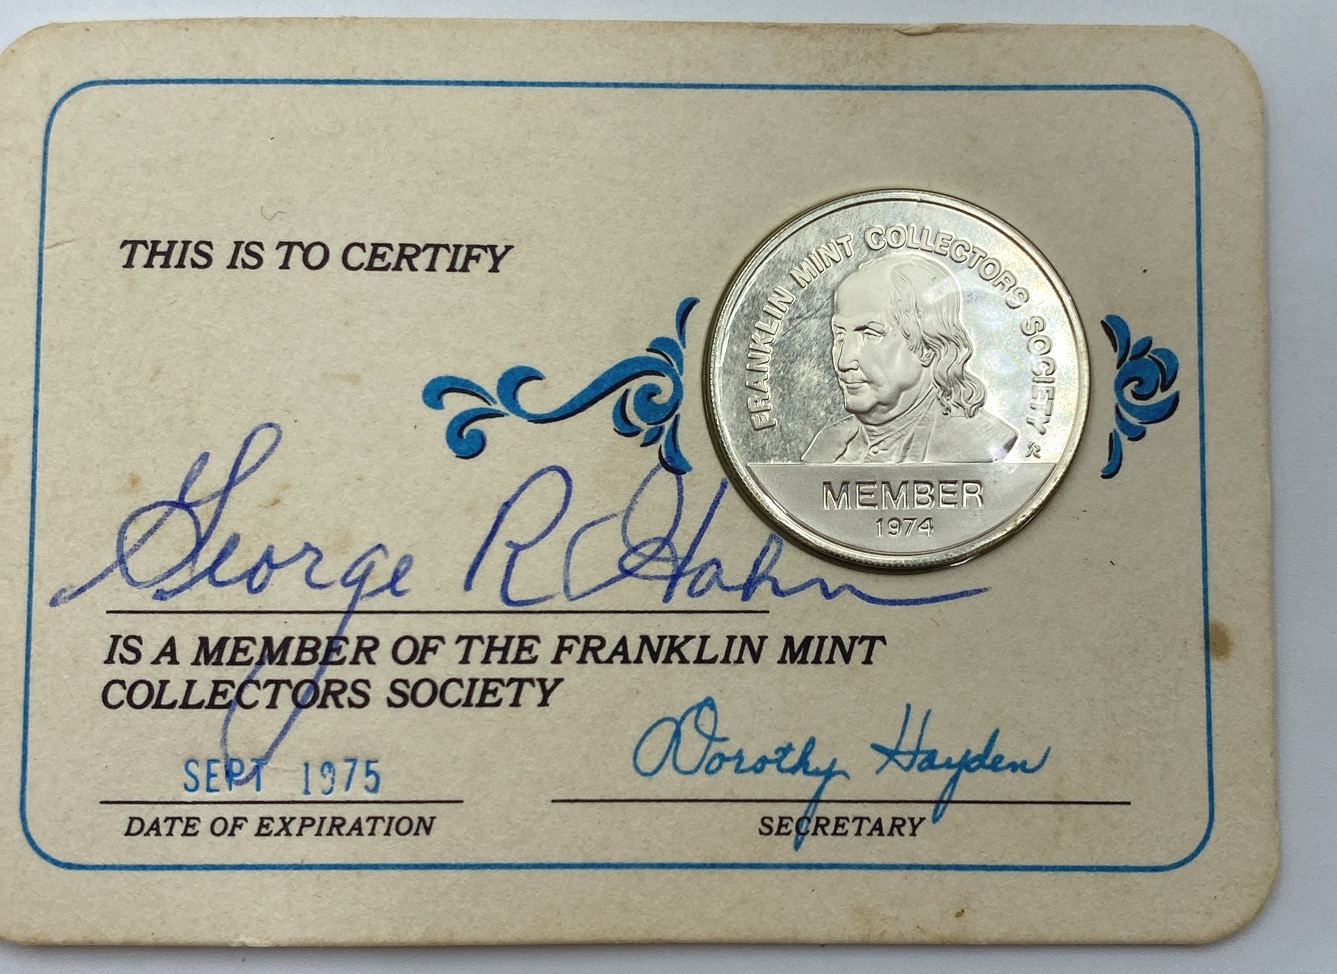 THIS IS TO CERTIFY
FRANKLIN MINT COLLECTORS SOCIETY
MEMBER
1974
George R Hahn
IS A MEMBER OF THE FRANKLIN MINT
COLLECTORS SOCIETY
SEPT 1975
Dorothy Hayden
DATE OF EXPIRATION
SECRETARY